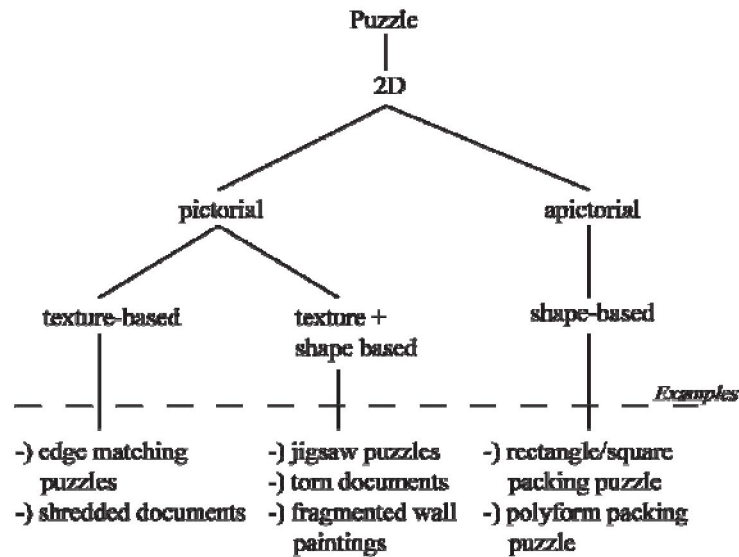 Puzzle
2D
pictorial
apictorial
texture-based
texture +
shape based
shape-based
Examples
-) edge matching
puzzles
-) shredded documents
-) jigsaw puzzles
-) torn documents
-) fragmented wall
paintings
-) rectangle/square
packing puzzle
-) polyform packing
puzzle